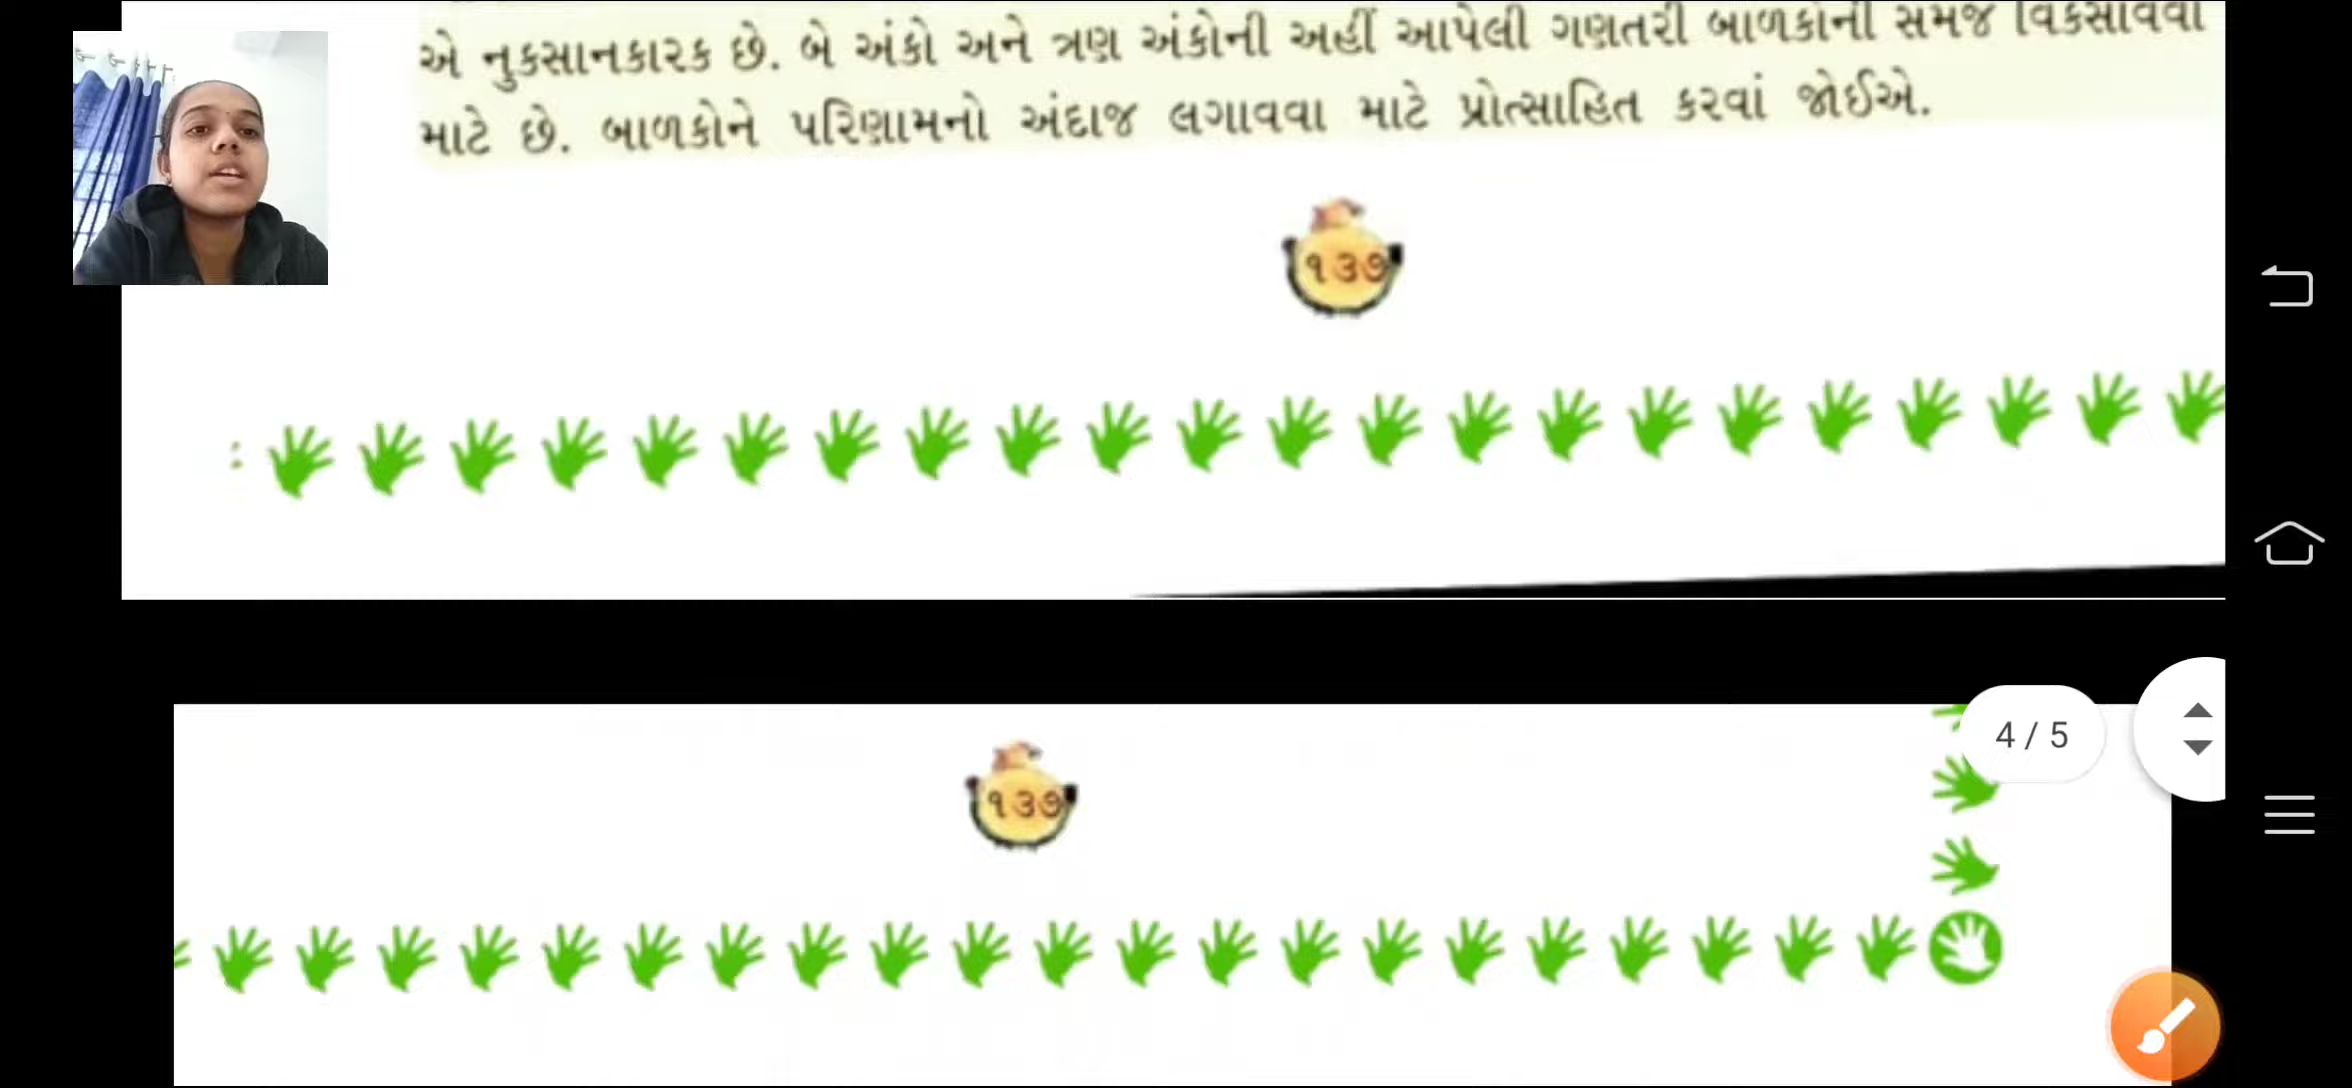 એ નુકસાનકારક છે. બે અંકો અને ત્રણ અંકોની અહીં આપેલી ગણતરી બાળકોની સમજ વિકસાવવા
માટે છે. બાળકોને પરિણામનો અંદાજ લગાવવા માટે પ્રોત્સાહિત કરવાં જોઈએ.
૧૩૭
4 / 5
૧૩૭